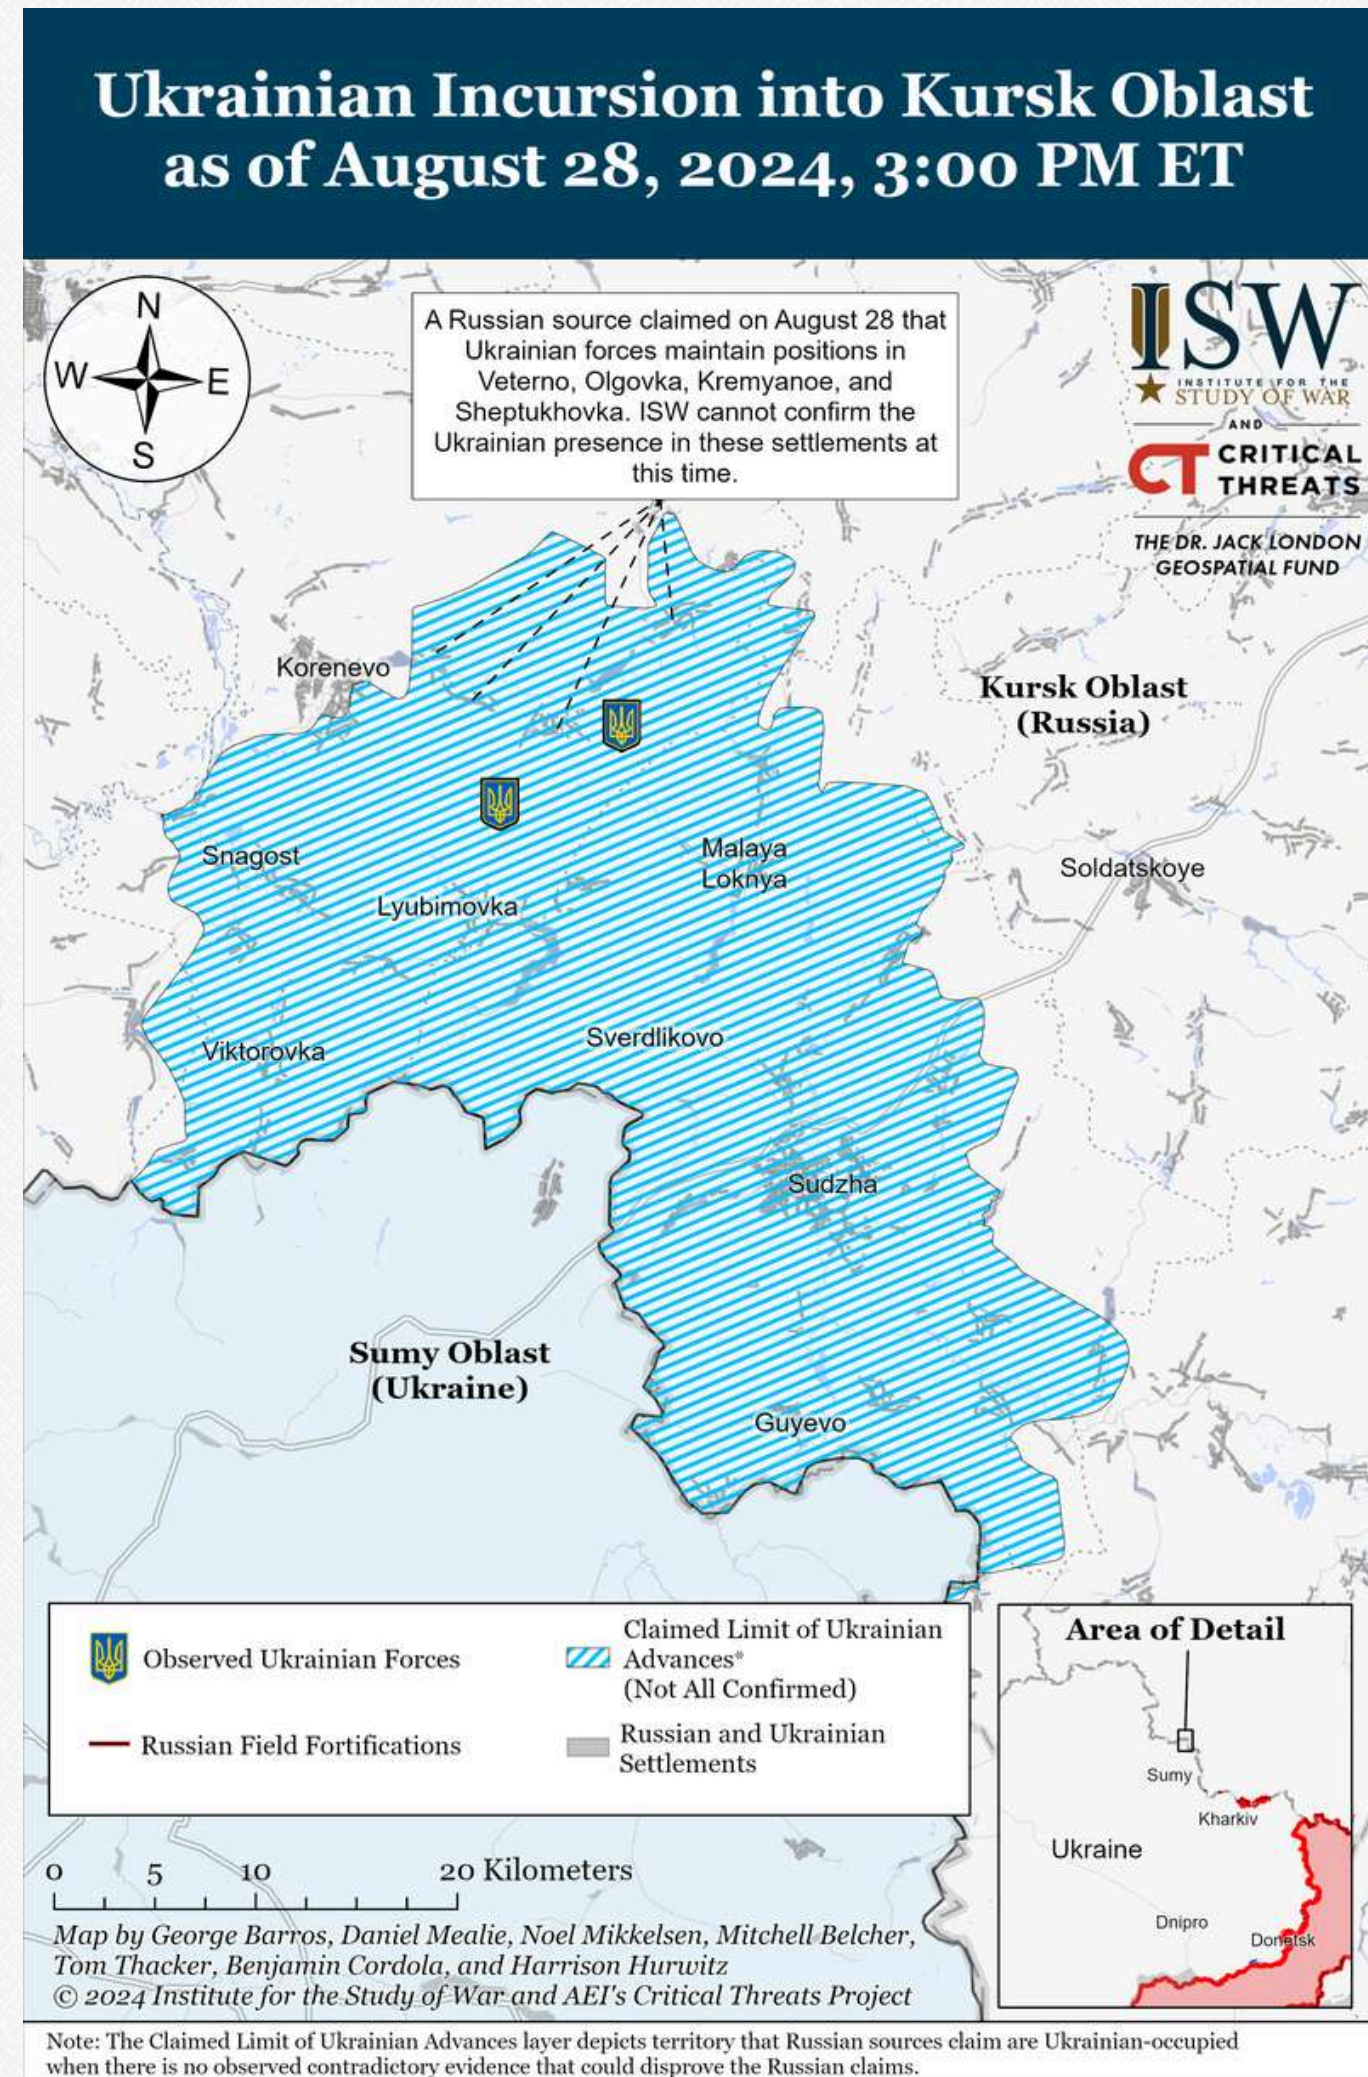 Ukrainian Incursion into Kursk Oblast
as of August 28, 2024, 3:00 PM ET
N
W
E
S
A Russian source claimed on August 28 that
Ukrainian forces maintain positions in
Veterno, Olgovka, Kremyanoe, and
Sheptukhovka. ISW cannot confirm the
Ukrainian presence in these settlements at
this time.
ISW
INSTITUTE FOR THE
STUDY OF WAR
AND
CT CRITICAL
THREATS
THE DR. JACK LONDON
GEOSPATIAL FUND
Korenevo
Kursk Oblast
(Russia)
Snagost
Malaya
Loknya
Soldatskoye
Lyubimovka
Sverdlikovo
Viktorovka
Sudzha
Sumy Oblast
(Ukraine)
Guyevo
Observed Ukrainian Forces
Russian Field Fortifications
Claimed Limit of Ukrainian
Advances*
(Not All Confirmed)
Russian and Ukrainian
Settlements
Area of Detail
Sumy
Kharkiv
Ukraine
Dnipro
Donetsk
0 5 10 20 Kilometers
Map by George Barros, Daniel Mealie, Noel Mikkelsen, Mitchell Belcher,
Tom Thacker, Benjamin Cordola, and Harrison Hurwitz
© 2024 Institute for the Study of War and AEI's Critical Threats Project
Note: The Claimed Limit of Ukrainian Advances layer depicts territory that Russian sources claim are Ukrainian-occupied
when there is no observed contradictory evidence that could disprove the Russian claims.